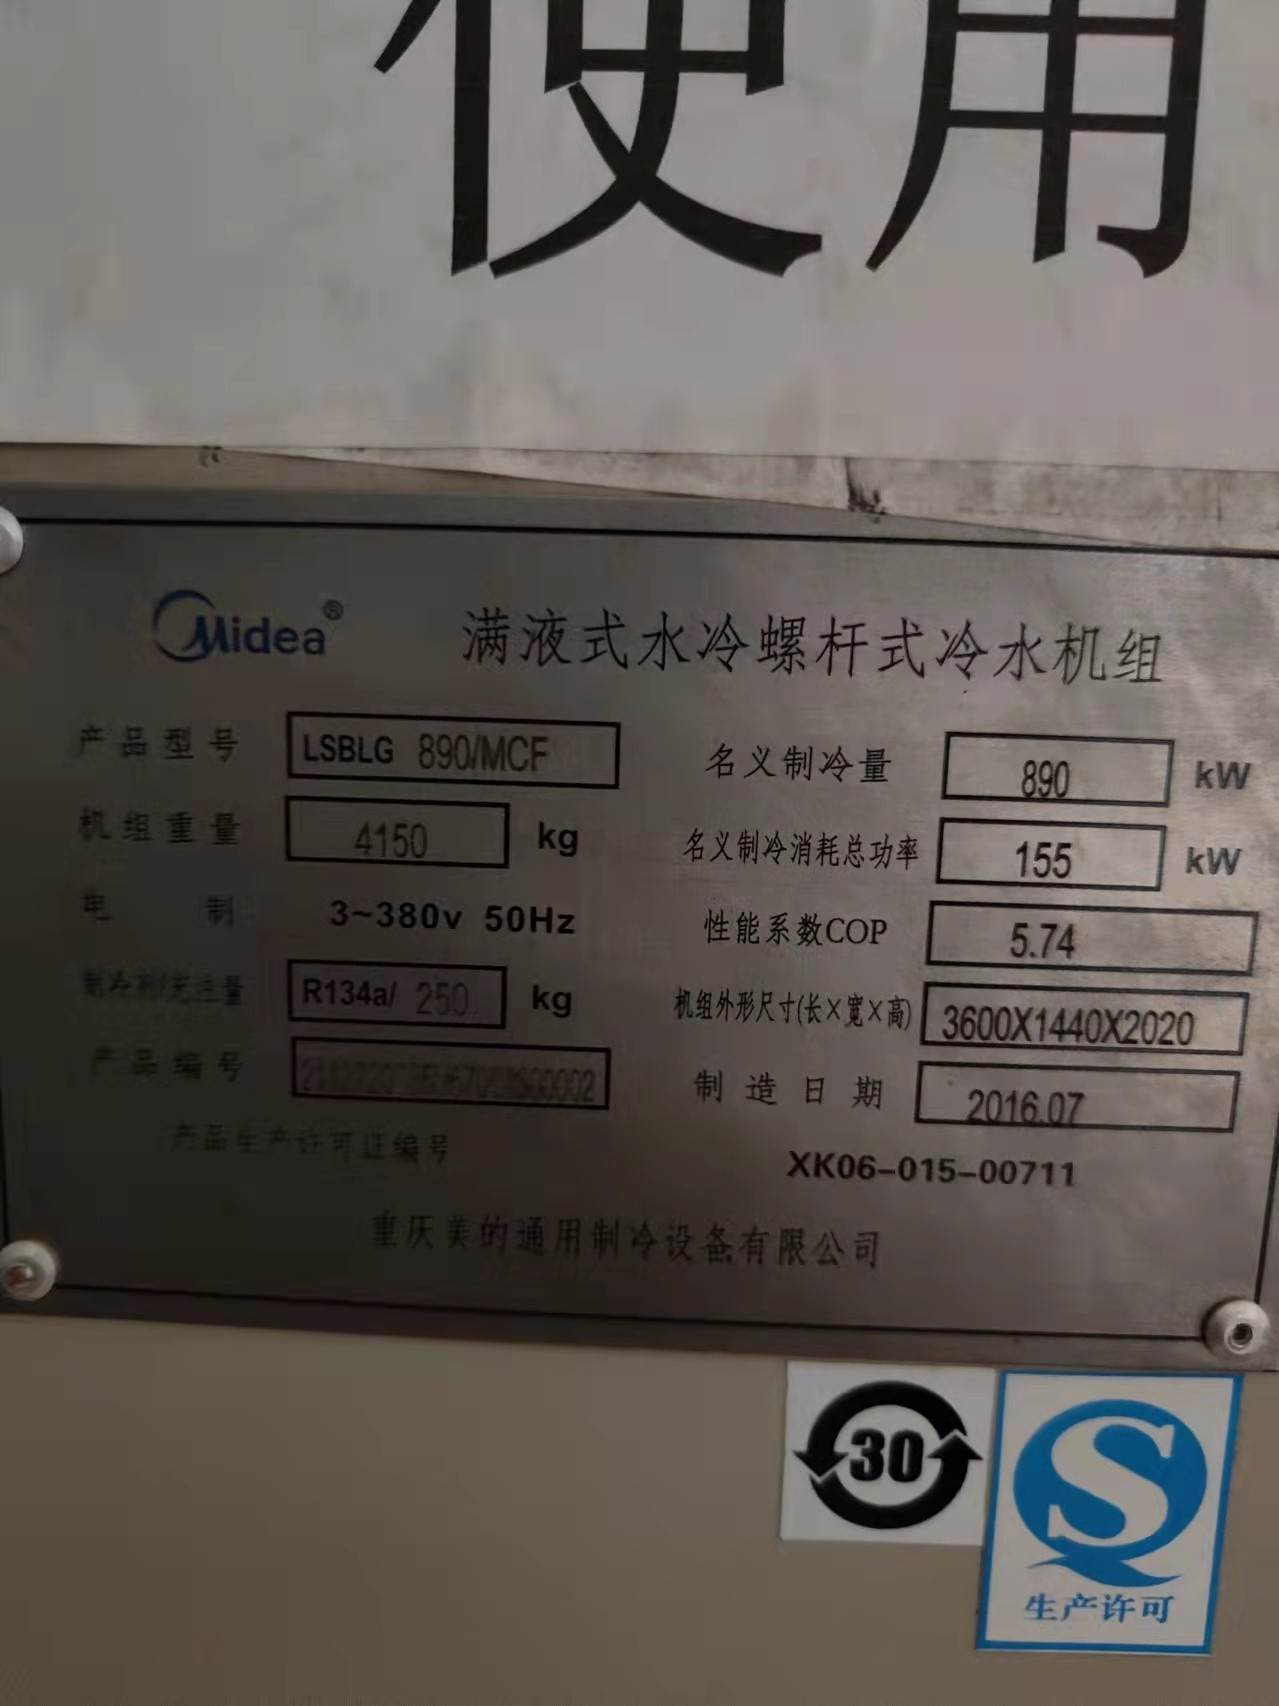 使用
Midea®
满液式水冷螺杆式冷水机组
产品型号 LSBLG 890/MCF 名义制冷量 890 kW
机组重量 4150 kg 名义制冷消耗总功率 155 kW
电 制 3~380v 50Hz 性能系数COP 5.74
制冷剂/充注量 R134a/ 250 kg 机组外形尺寸(长×宽×高) 3600X1440X2020
产品编号 制造日期 2016.07
产品生产许可证编号 XK06-015-00711
重庆美的通用制冷设备有限公司
30
生产许可